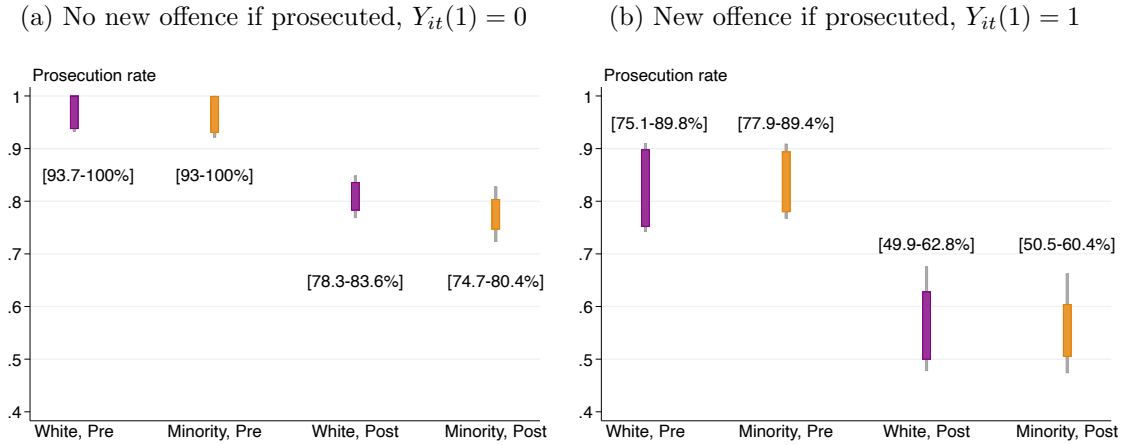 (a) No new offence if prosecuted, Y_{it}(1) = 0
Prosecution rate
1
.9
.8
.7
.6
.5
.4
[93.7-100%]
[93-100%]
[78.3-83.6%]
[74.7-80.4%]
White, Pre
Minority, Pre
White, Post
Minority, Post
(b) New offence if prosecuted, Y_{it}(1) = 1
Prosecution rate
1
.9
.8
.7
.6
.5
.4
[75.1-89.8%]
[77.9-89.4%]
[49.9-62.8%]
[50.5-60.4%]
White, Pre
Minority, Pre
White, Post
Minority, Post